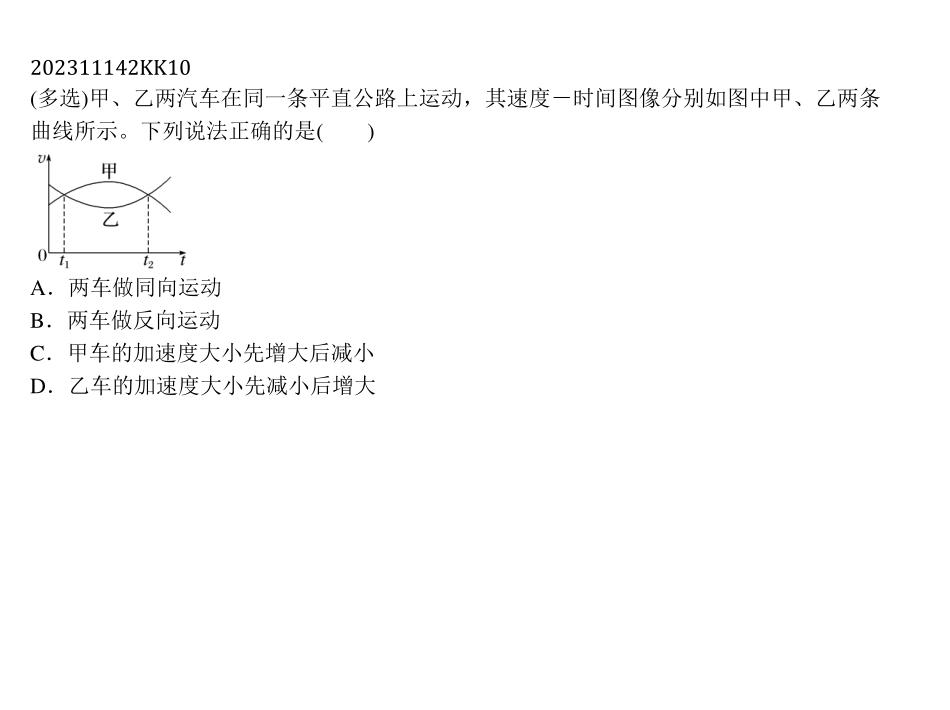 202311142KK10
(多选)甲、乙两汽车在同一条平直公路上运动，其速度－时间图像分别如图中甲、乙两条
曲线所示。下列说法正确的是(　　)
v
甲
乙
0 t₁ t₂ t
A．两车做同向运动
B．两车做反向运动
C．甲车的加速度大小先增大后减小
D．乙车的加速度大小先减小后增大